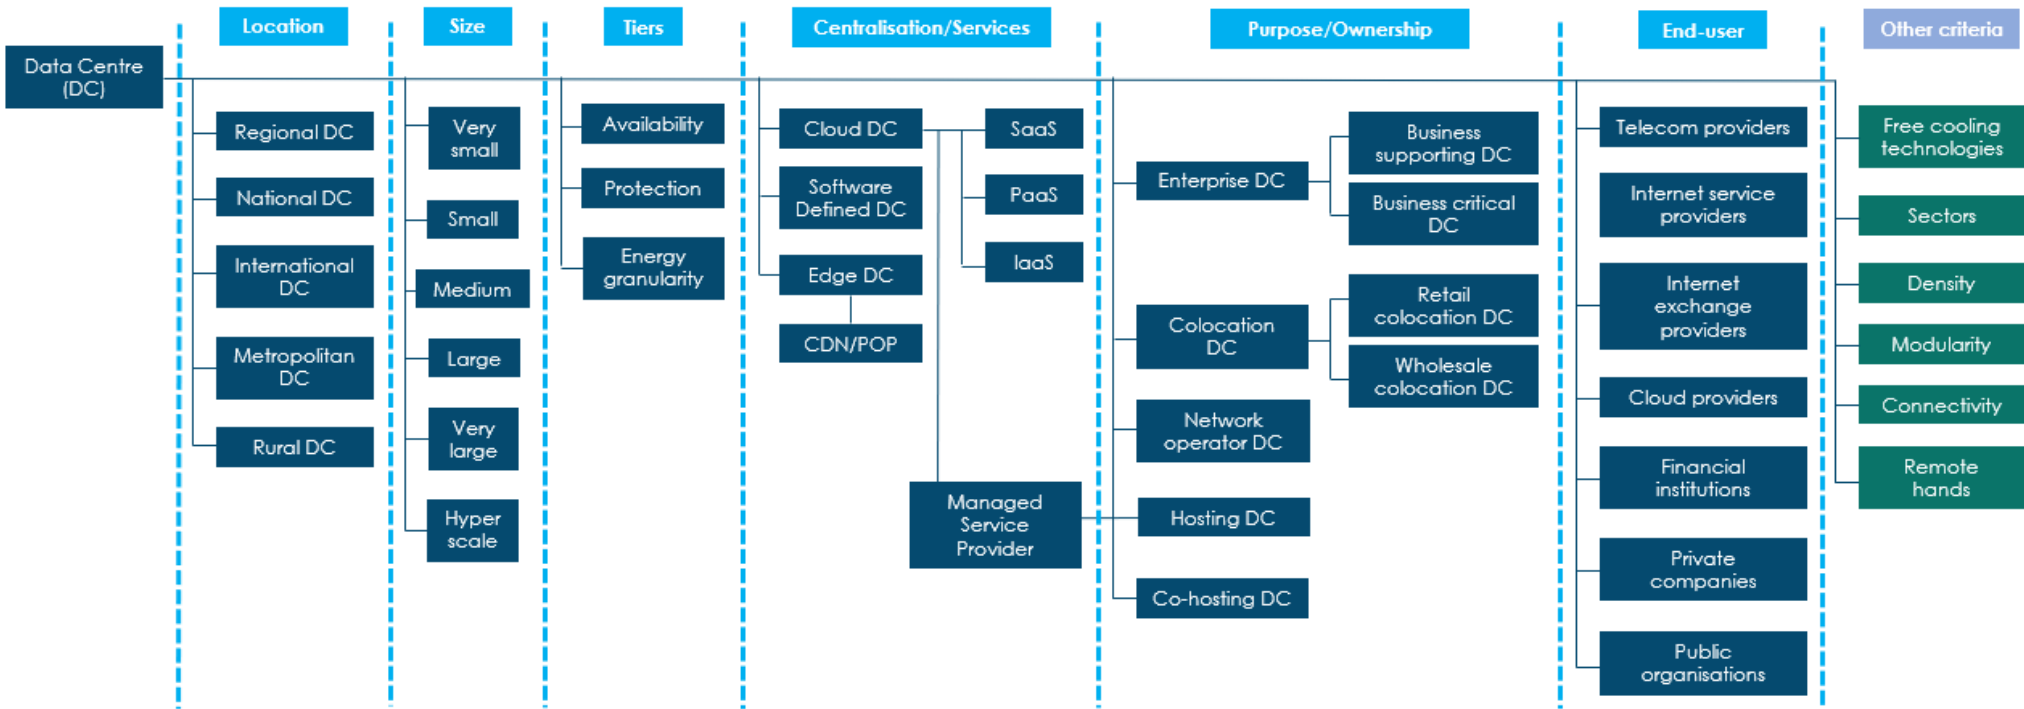 Data Centre
(DC)
Location
Regional DC
National DC
International
DC
Metropolitan
DC
Rural DC
Size
Very
small
Small
Medium
Large
Very
large
Hyper
scale
Tiers
Availability
Protection
Energy
granularity
Centralisation/Services
Cloud DC
Software
Defined DC
Edge DC
CDN/POP
SaaS
PaaS
IaaS
Managed
Service
Provider
Purpose/Ownership
Enterprise DC
Business
supporting DC
Business critical
DC
Colocation
DC
Retail
colocation DC
Wholesale
colocation DC
Network
operator DC
Hosting DC
Co-hosting DC
End-user
Telecom providers
Internet service
providers
Internet
exchange
providers
Cloud providers
Financial
institutions
Private
companies
Public
organisations
Other criteria
Free cooling
technologies
Sectors
Density
Modularity
Connectivity
Remote
hands